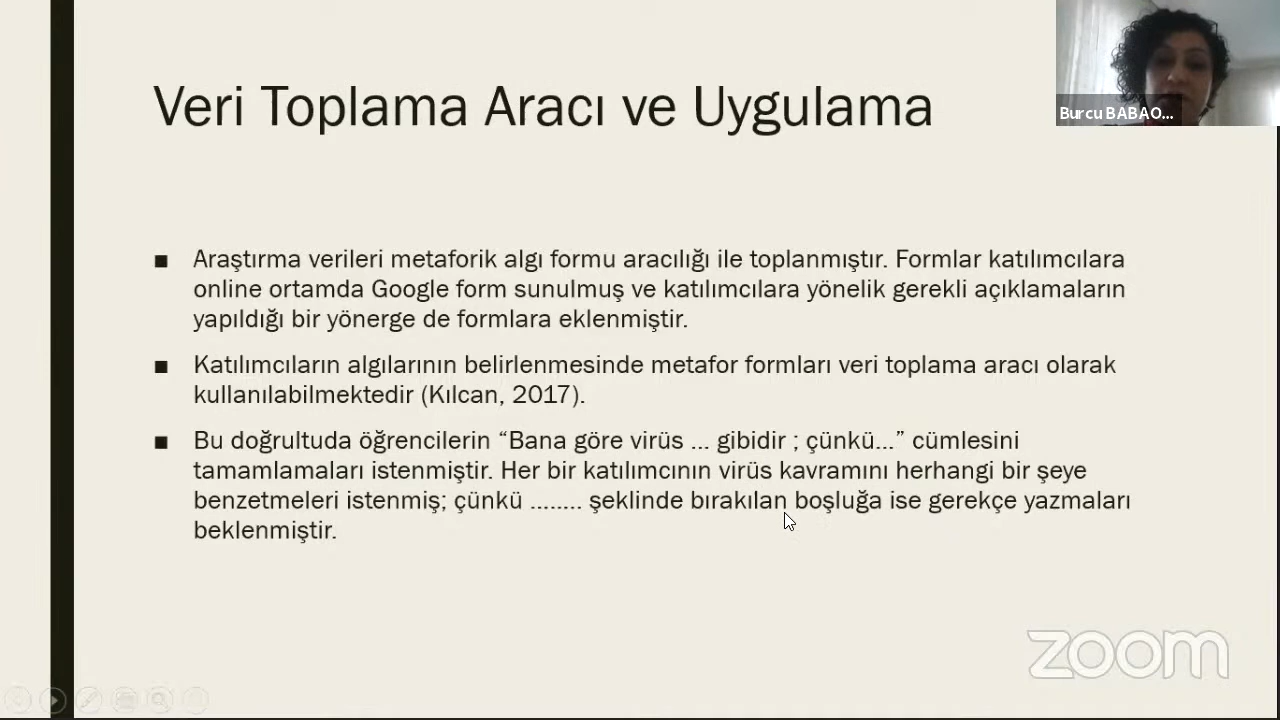 Veri Toplama Aracı ve Uygulama
Burcu BABAO...
■ Araştırma verileri metaforik algı formu aracılığı ile toplanmıştır. Formlar katılımcılara
online ortamda Google form sunulmuş ve katılımcılara yönelik gerekli açıklamaların
yapıldığı bir yönerge de formlara eklenmiştir.
■ Katılımcıların algılarının belirlenmesinde metafor formları veri toplama aracı olarak
kullanılabilmektedir (Kılcan, 2017).
■ Bu doğrultuda öğrencilerin “Bana göre virüs ... gibidir ; çünkü...” cümlesini
tamamlamaları istenmiştir. Her bir katılımcının virüs kavramını herhangi bir şeye
benzetmeleri istenmiş; çünkü ........ şeklinde bırakılan boşluğa ise gerekçe yazmaları
beklenmiştir.
zoom